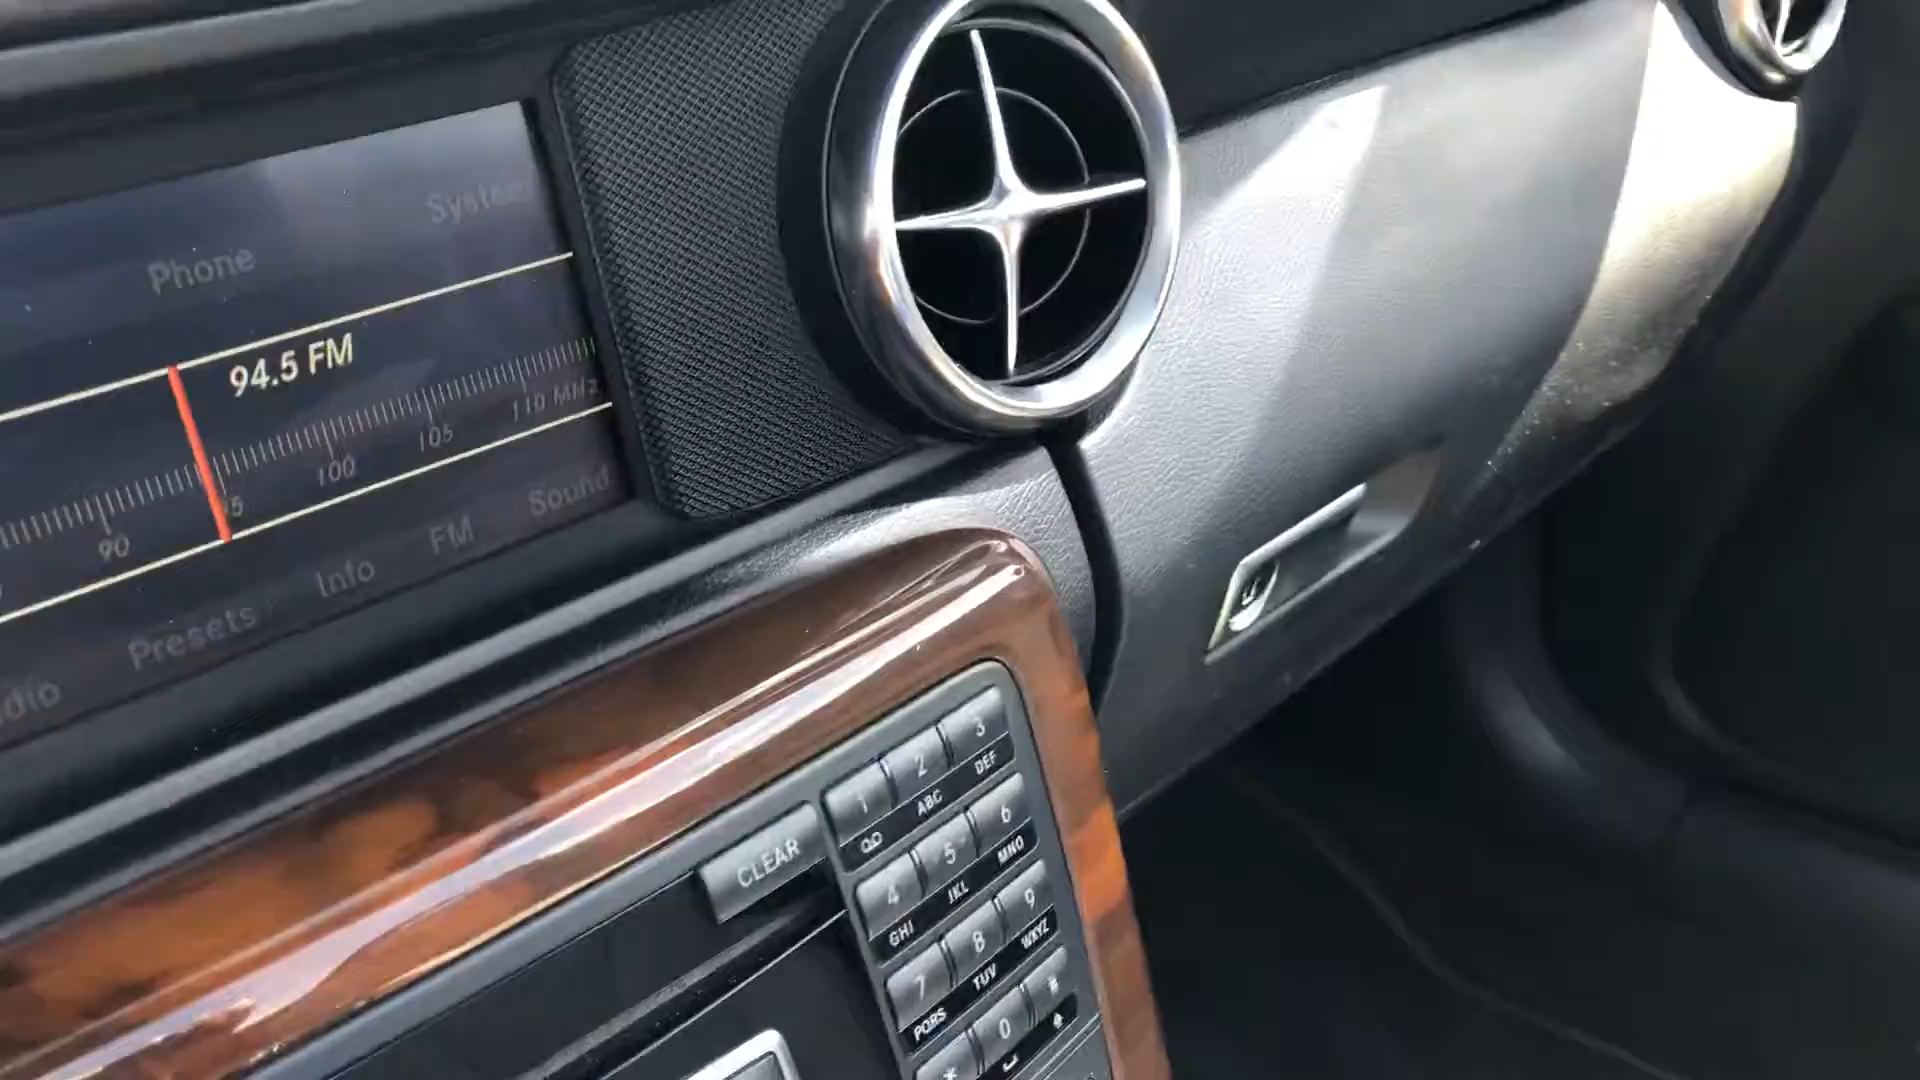 System
Phone
94.5 FM
110 MHz
105
100
90
Sound
FM
Info
Presets
1 2 3
ABC DEF
CLEAR
4 5 6
GHI JKL MNO
7 8 9
PQRS TUV WXYZ
* 0 #